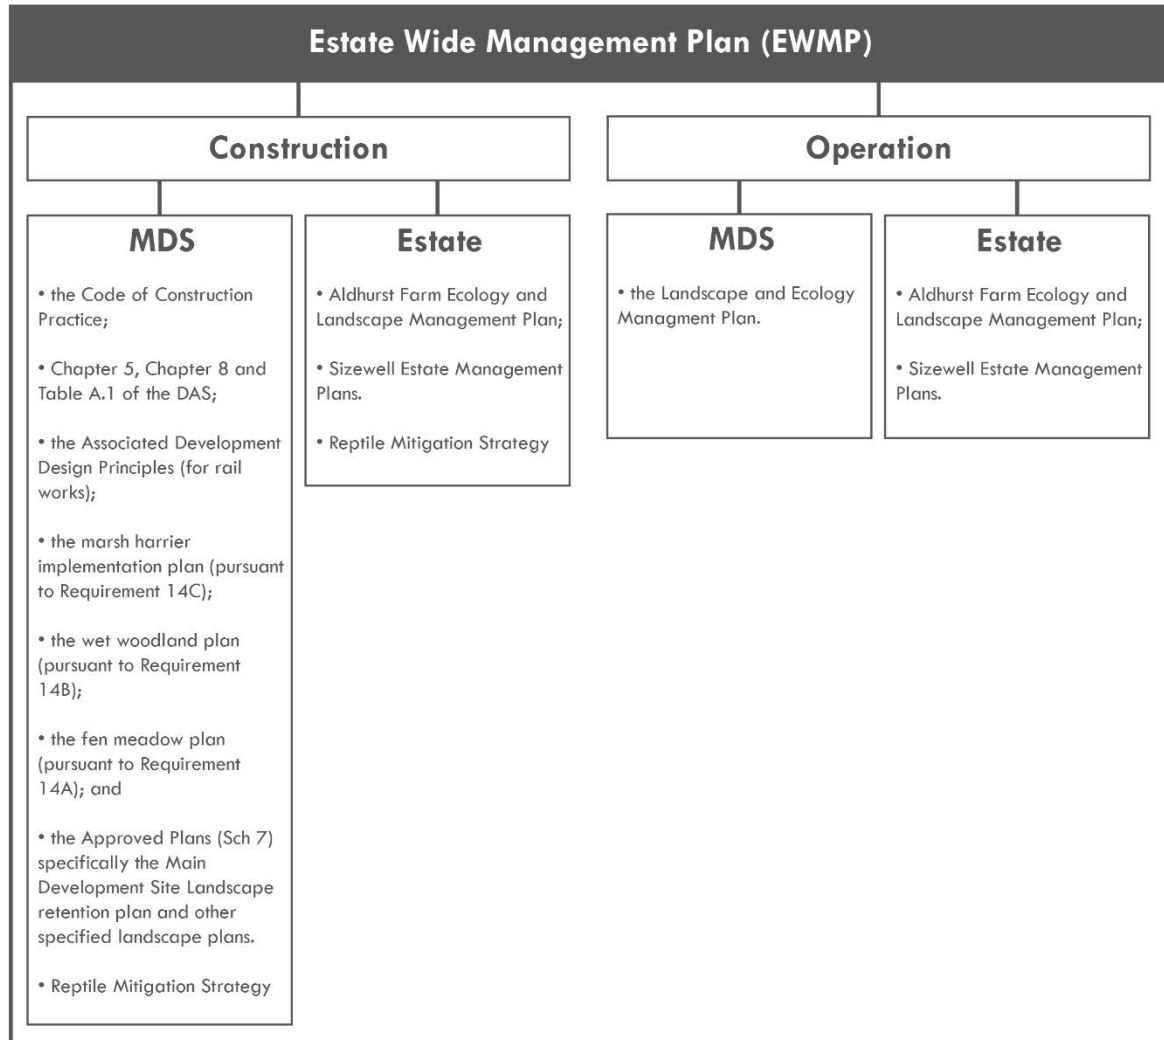 Estate Wide Management Plan (EWMP)
Construction
MDS
• the Code of Construction
Practice;
• Chapter 5, Chapter 8 and
Table A.1 of the DAS;
• the Associated Development
Design Principles (for rail
works);
• the marsh harrier
implementation plan (pursuant
to Requirement 14C);
• the wet woodland plan
(pursuant to Requirement
14B);
• the fen meadow plan
(pursuant to Requirement
14A); and
• the Approved Plans (Sch 7)
specifically the Main
Development Site Landscape
retention plan and other
specified landscape plans.
• Reptile Mitigation Strategy
Estate
• Aldhurst Farm Ecology and
Landscape Management Plan;
• Sizewell Estate Management
Plans.
• Reptile Mitigation Strategy
Operation
MDS
• the Landscape and Ecology
Managment Plan.
Estate
• Aldhurst Farm Ecology and
Landscape Management Plan;
• Sizewell Estate Management
Plans.